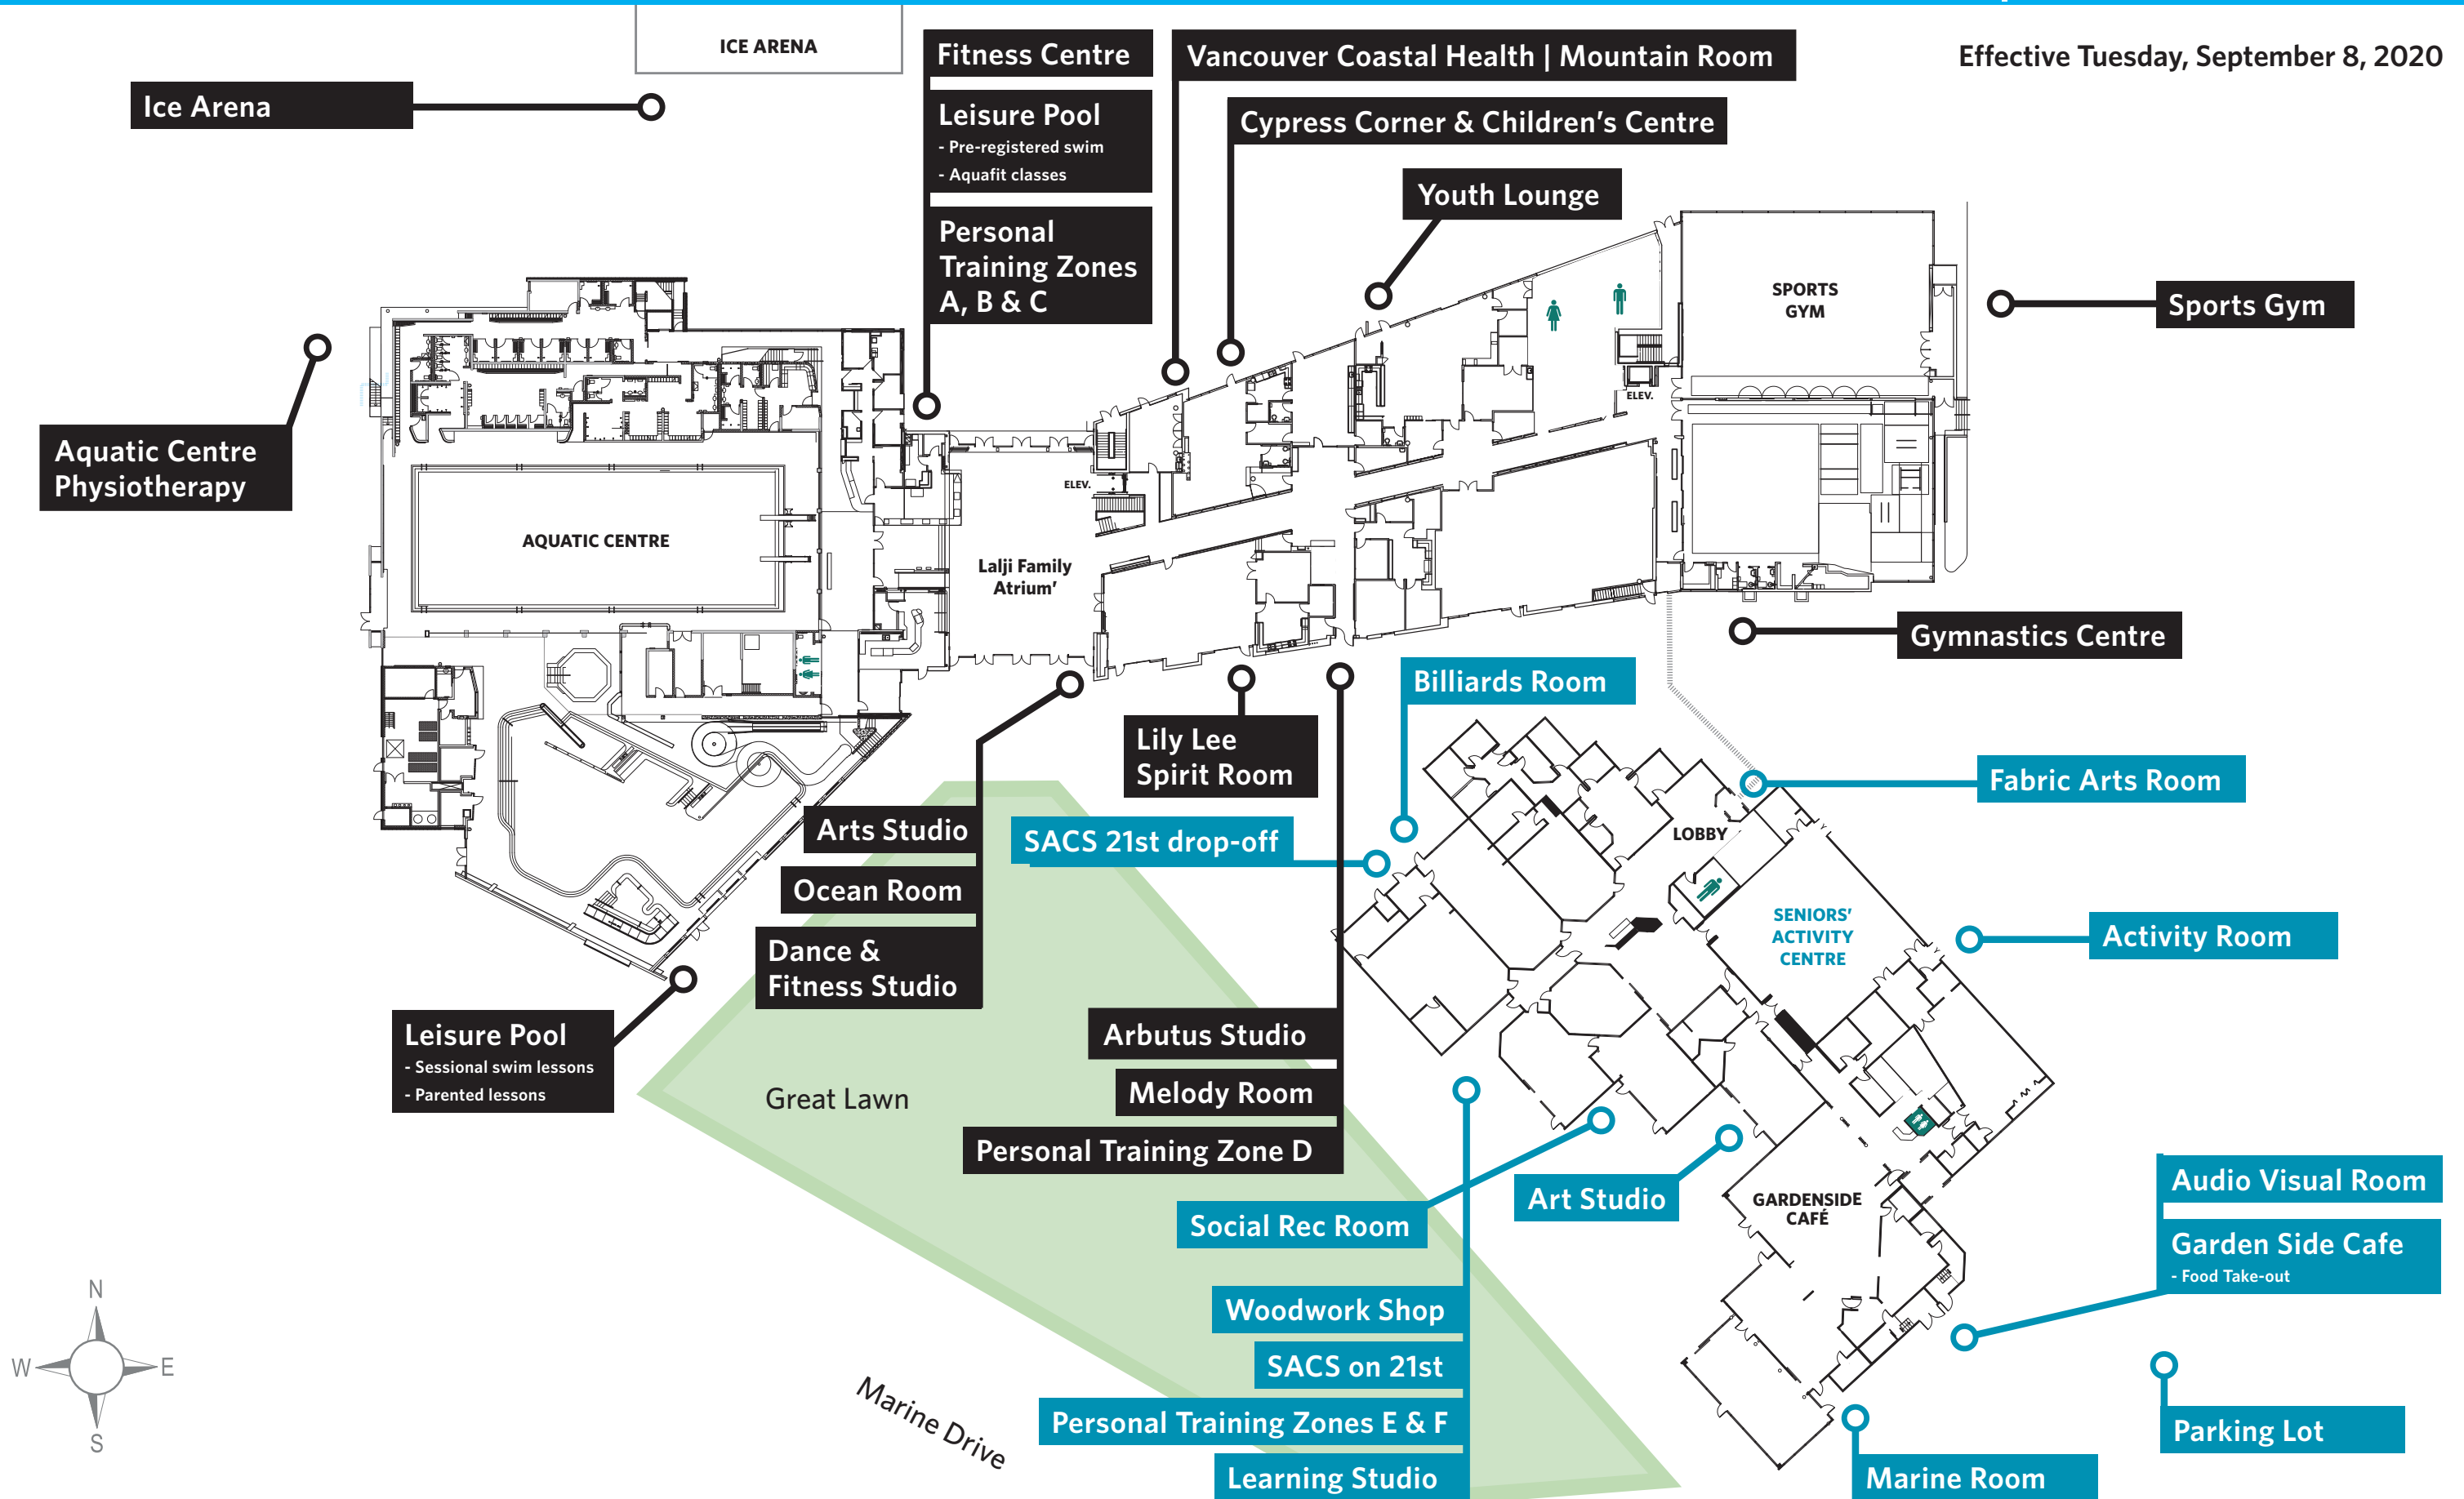 ICE ARENA
Effective Tuesday, September 8, 2020
Ice Arena
Fitness Centre
Leisure Pool
- Pre-registered swim
- Aquafit classes
Personal
Training Zones
A, B & C
Vancouver Coastal Health | Mountain Room
Cypress Corner & Children's Centre
Youth Lounge
SPORTS
GYM
Sports Gym
ELEV.
Aquatic Centre
Physiotherapy
ELEV.
AQUATIC CENTRE
Lalji Family
Atrium'
Gymnastics Centre
Billiards Room
Lily Lee
Spirit Room
Fabric Arts Room
Arts Studio
SACS 21st drop-off
LOBBY
Ocean Room
SENIORS'
ACTIVITY
CENTRE
Activity Room
Dance &
Fitness Studio
Leisure Pool
- Sessional swim lessons
- Parented lessons
Great Lawn
Arbutus Studio
Melody Room
Personal Training Zone D
Social Rec Room
Art Studio
GARDENSIDE
CAFÉ
Audio Visual Room
Garden Side Cafe
- Food Take-out
Woodwork Shop
SACS on 21st
Personal Training Zones E & F
Learning Studio
Marine Drive
Marine Room
Parking Lot
N
W
E
S